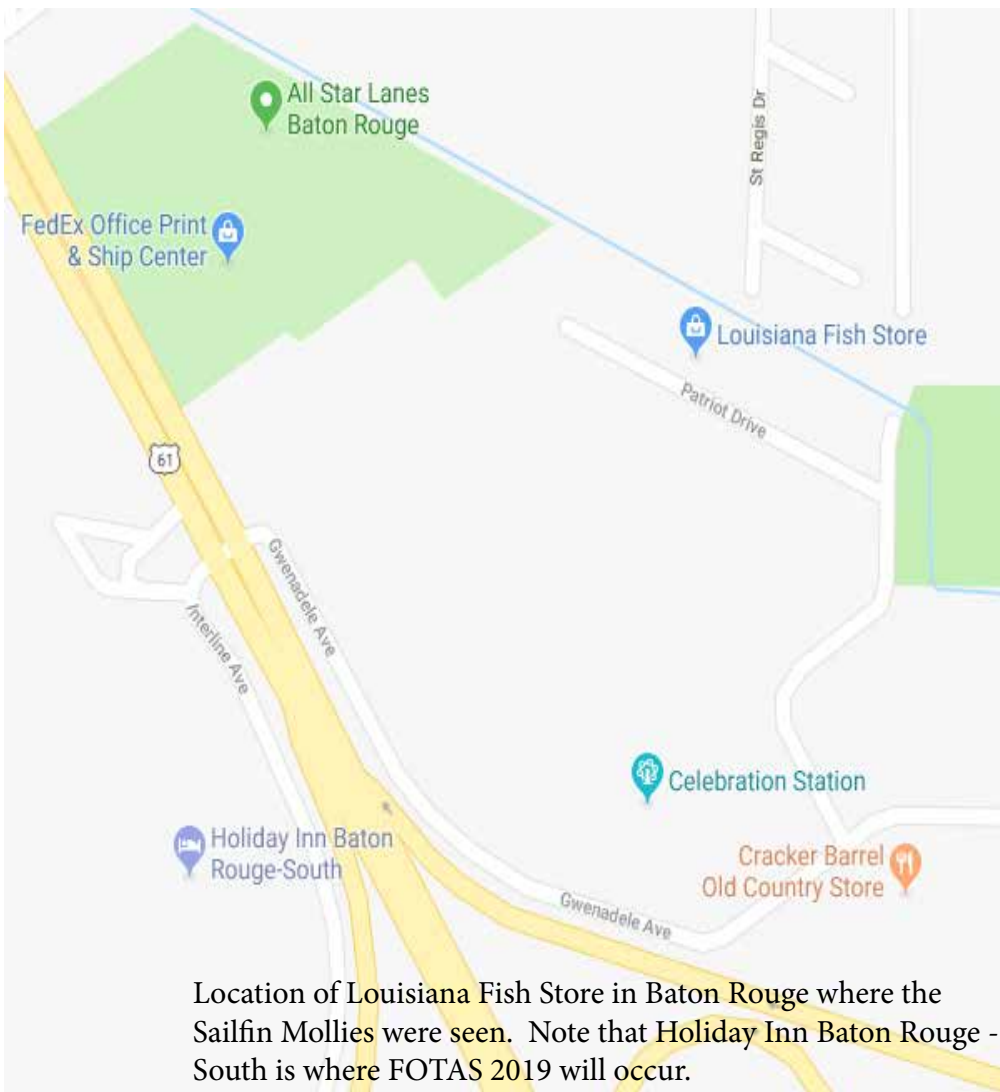 All Star Lanes
Baton Rouge
St Regis Dr
FedEx Office Print
& Ship Center
Louisiana Fish Store
Patriot Drive
61
Gwenadele Ave
Interline Ave
Celebration Station
Holiday Inn Baton
Rouge-South
Cracker Barrel
Old Country Store
Gwenadele Ave
Location of Louisiana Fish Store in Baton Rouge where the
Sailfin Mollies were seen. Note that Holiday Inn Baton Rouge -
South is where FOTAS 2019 will occur.